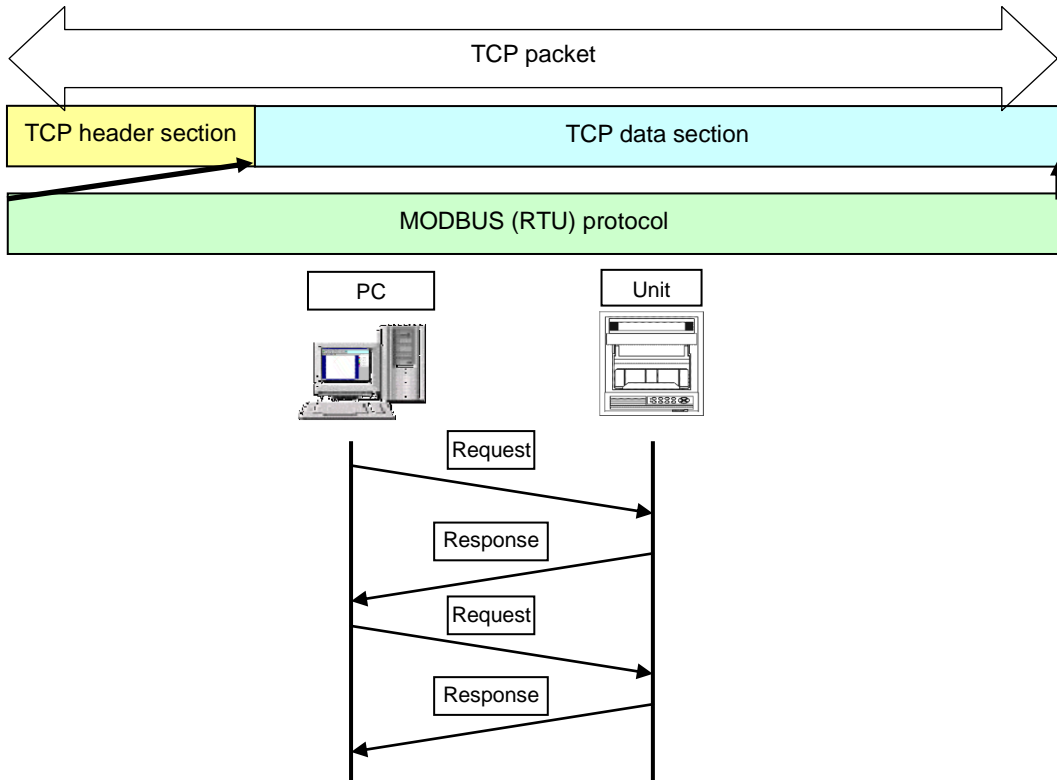 TCP packet
TCP header section
TCP data section
MODBUS (RTU) protocol
PC
Unit
Request
Response
Request
Response